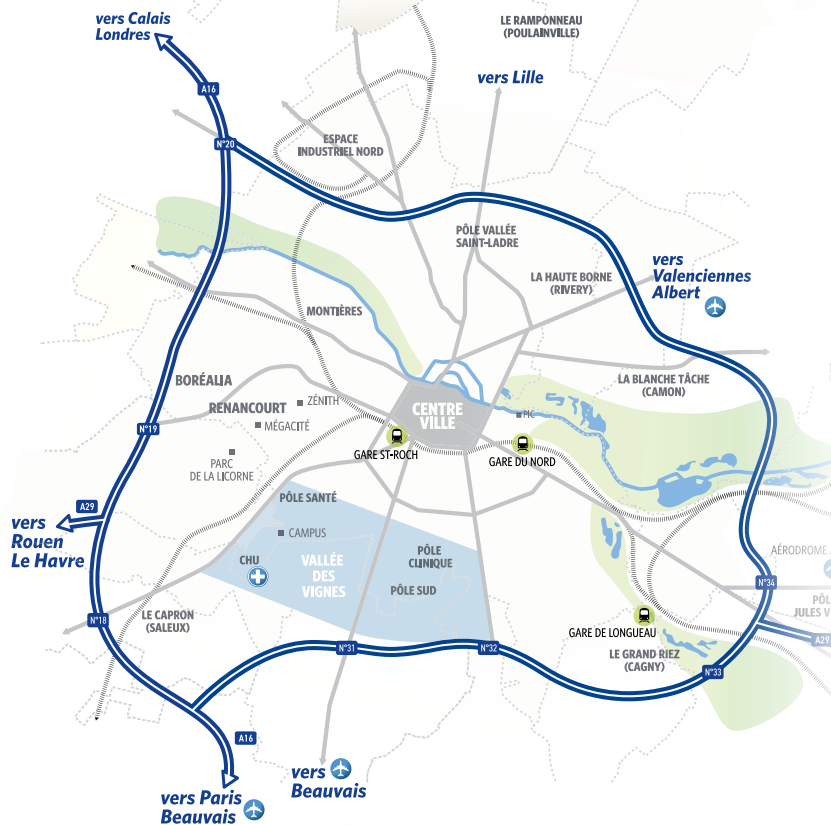 vers Calais
Londres
LE RAMPONNEAU
(POULAINVILLE)
vers Lille
A16
N°20
ESPACE
INDUSTRIEL NORD
PÔLE VALLÉE
SAINT-LADRE
vers
Valenciennes
Albert
LA HAUTE BORNE
(RIVERY)
MONTIÈRES
BORÉALIA
LA BLANCHE TÂCHE
(CAMON)
RENANCOURT
ZÉNITH
MÉGACITÉ
CENTRE
VILLE
PIC
N°19
GARE ST-ROCH
GARE DU NORD
PARC
DE LA LICORNE
PÔLE SANTÉ
A29
vers
Rouen
Le Havre
CAMPUS
CHU
VALLÉE
DES
VIGNES
PÔLE
CLINIQUE
PÔLE SUD
AÉRODROME
N°34
PÔL
JULES V
LE CAPRON
(SALEUX)
N°18
GARE DE LONGUEAU
A29
N°31
N°32
LE GRAND RIEZ
(CAGNY)
N°33
A16
vers
Beauvais
vers Paris
Beauvais